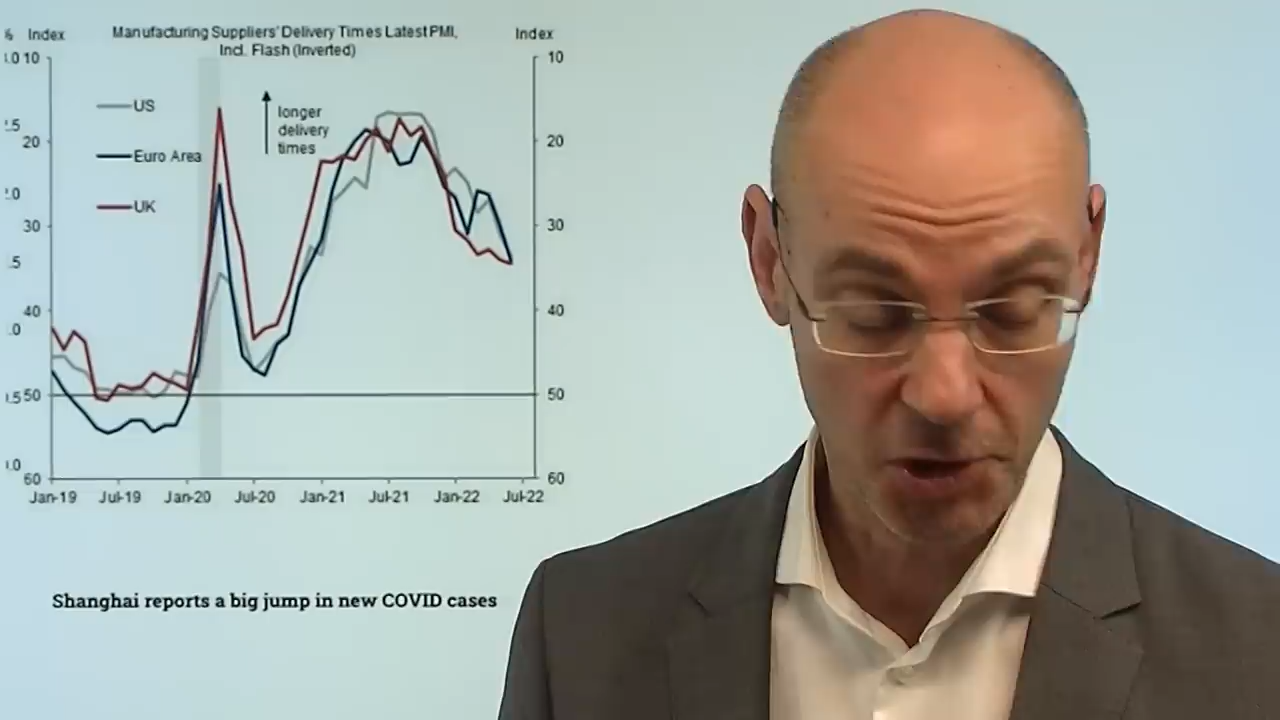 % Index
Manufacturing Suppliers' Delivery Times Latest PMI,
Incl. Flash (Inverted)
Index
10
20
30
40
50
60
US
Euro Area
UK
longer
delivery
times
10
20
30
40
50
60
Jan-19 Jul-19 Jan-20 Jul-20 Jan-21 Jul-21 Jan-22 Jul-22
Shanghai reports a big jump in new COVID cases